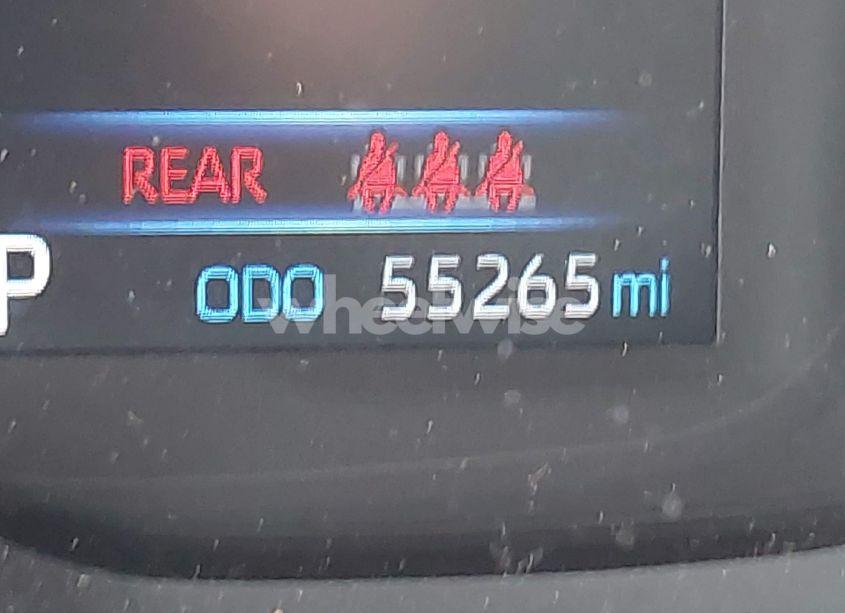 REAR
P
ODO 55265 mi
wheelwise